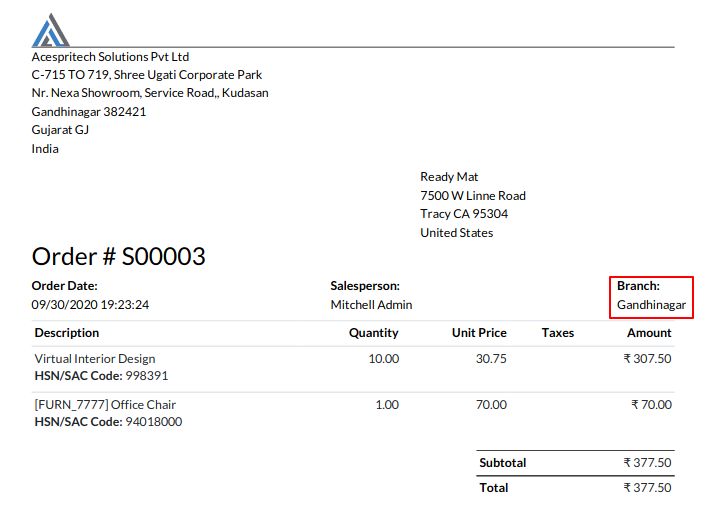 Acespritech Solutions Pvt Ltd
C-715 TO 719, Shree Ugati Corporate Park
Nr. Nexa Showroom, Service Road,, Kudasan
Gandhinagar 382421
Gujarat GJ
India
Ready Mat
7500 W Linne Road
Tracy CA 95304
United States
Order # S00003
Order Date: Salesperson: Branch:
09/30/2020 19:23:24 Mitchell Admin Gandhinagar
Description Quantity Unit Price Taxes Amount
Virtual Interior Design 10.00 30.75 ₹ 307.50
HSN/SAC Code: 998391
[FURN_7777] Office Chair 1.00 70.00 ₹ 70.00
HSN/SAC Code: 94018000
Subtotal ₹ 377.50
Total ₹ 377.50